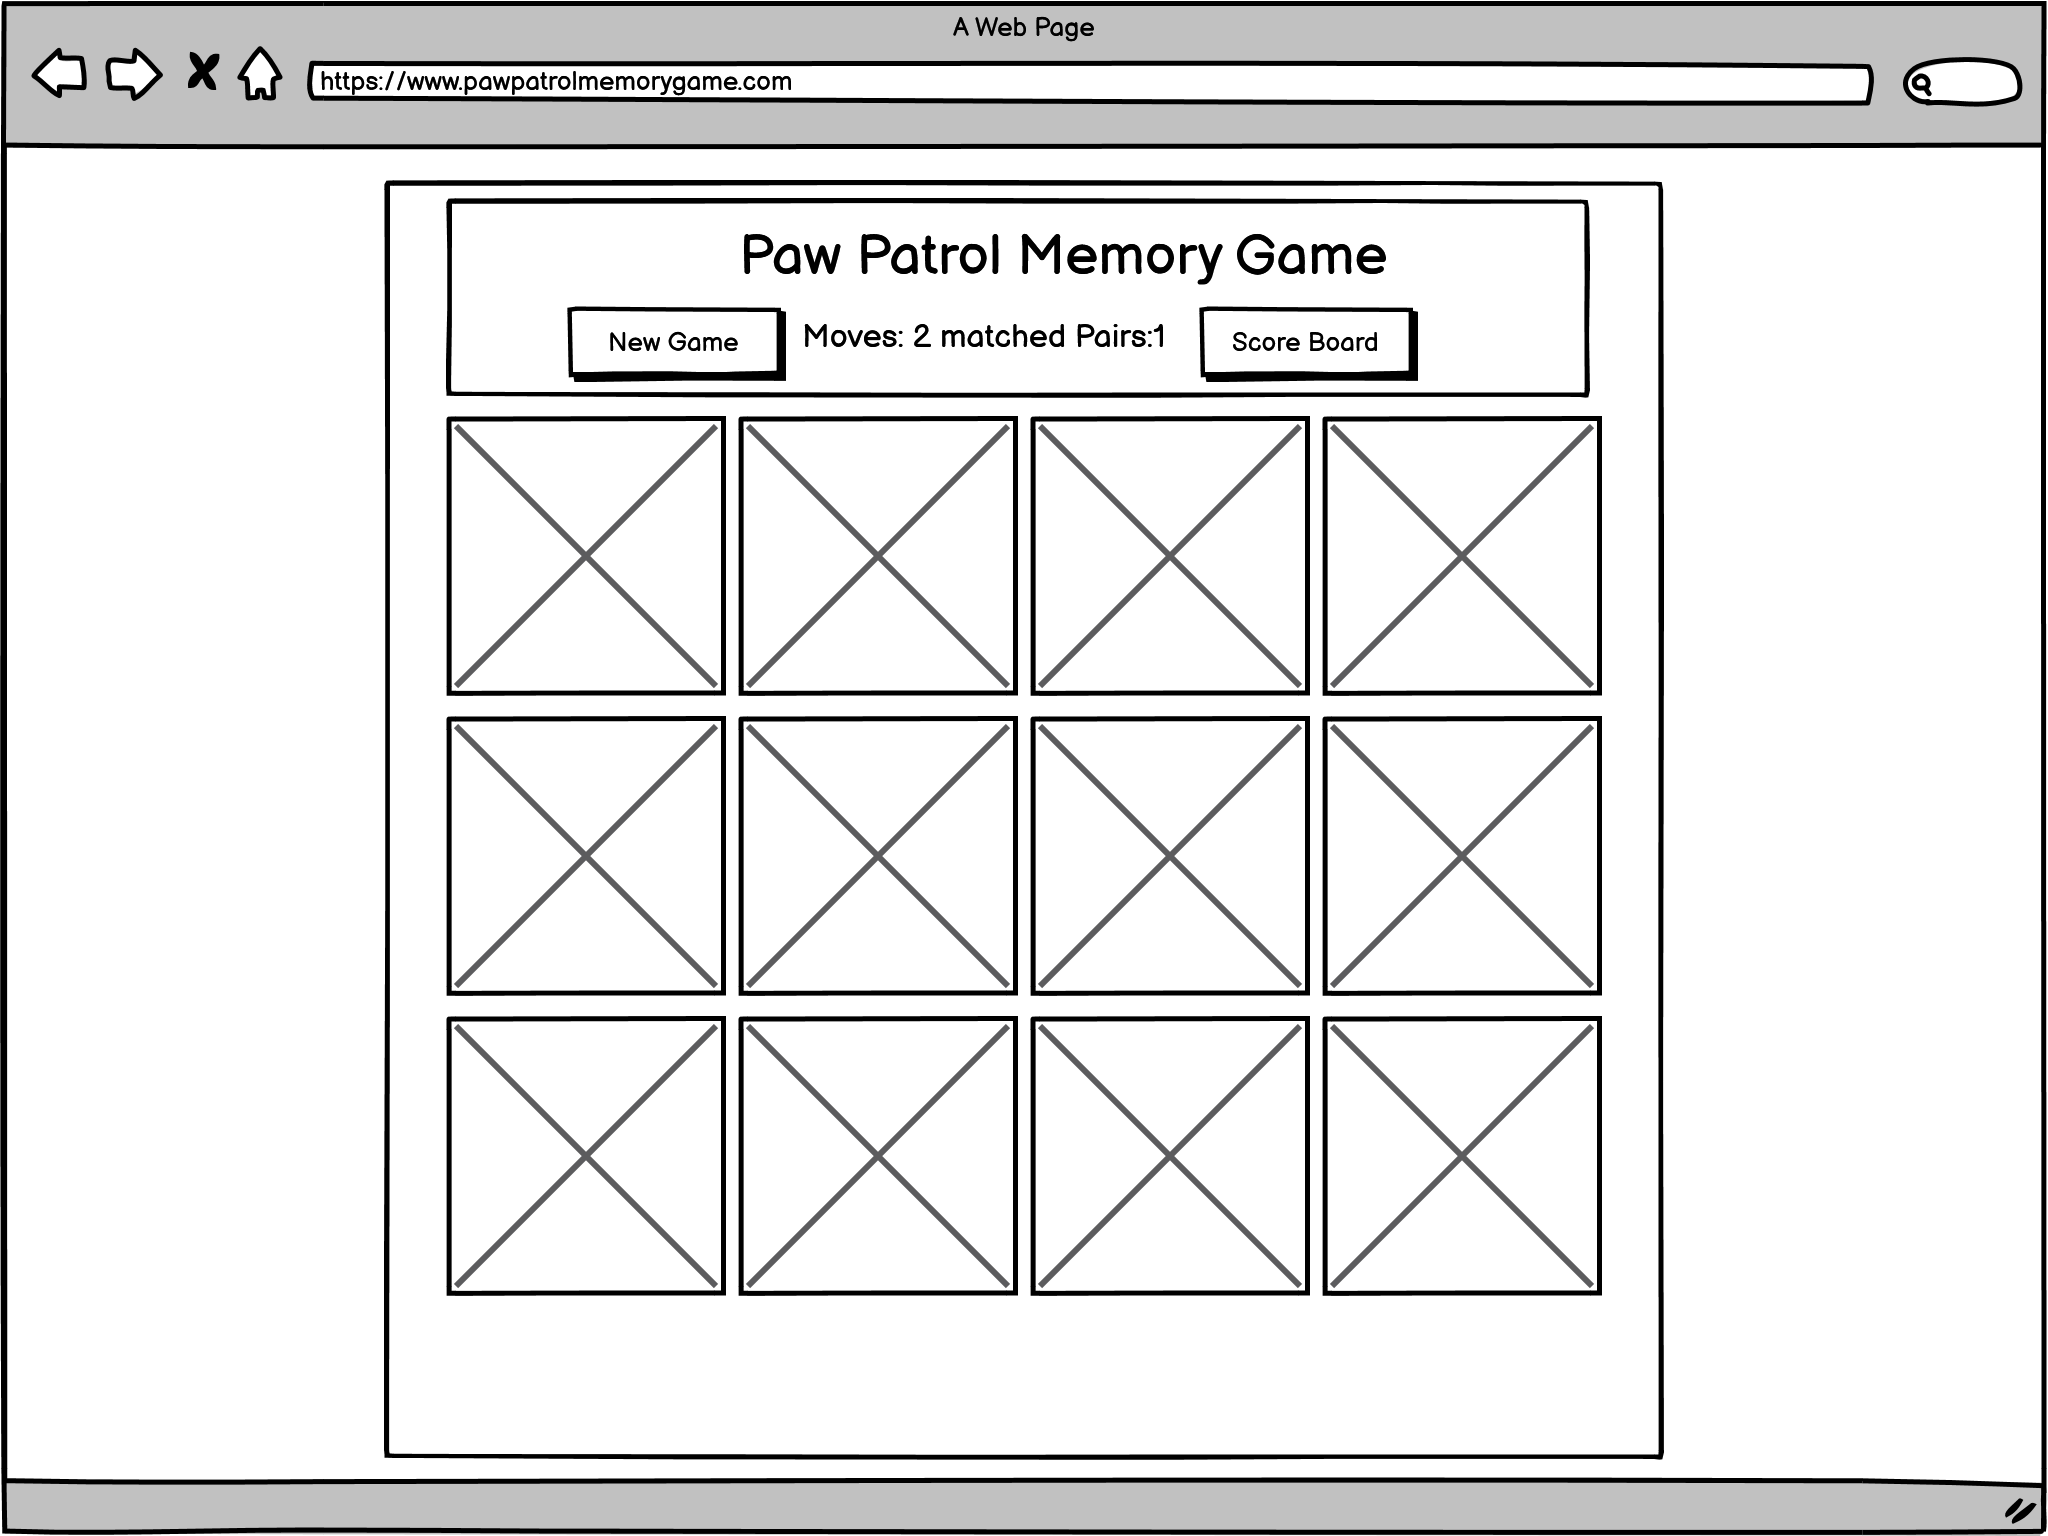 A Web Page
https://www.pawpatrolmemorygame.com
Paw Patrol Memory Game
New Game
Moves: 2 matched Pairs:1
Score Board